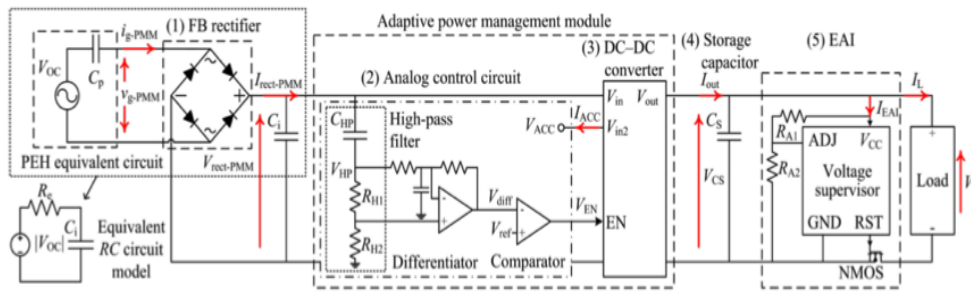 Adaptive power management module
(1) FB rectifier
(2) Analog control circuit
(3) DC–DC
converter
(4) Storage
capacitor
(5) EAI
i_g-PMM
V_OC
C_p
v_g-PMM
I_rect-PMM
C_i
V_rect-PMM
PEH equivalent circuit
R_e
C_i
|V_OC|
Equivalent
RC circuit
model
C_HP
High-pass
filter
V_HP
R_H1
R_H2
Differentiator
V_diff
V_ref
Comparator
V_ACC
I_ACC
V_EN
V_in
V_out
V_in2
EN
I_out
C_S
V_CS
R_A1
R_A2
I_EAI
ADJ
V_CC
Voltage
supervisor
GND
RST
NMOS
I_L
+
Load
-